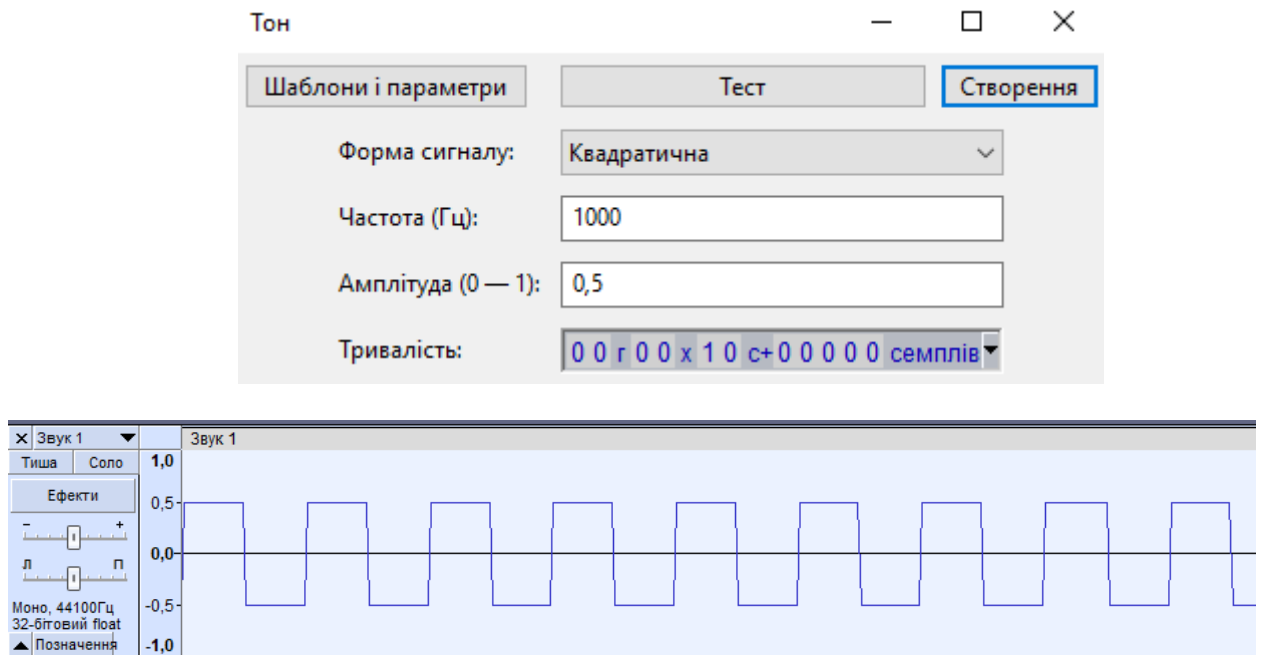 Тон
Шаблони і параметри Тест Створення
Форма сигналу: Квадратична
Частота (Гц): 1000
Амплітуда (0 — 1): 0,5
Тривалість: 0 0 г 0 0 х 1 0 с+0 0 0 0 0 семплів
Звук 1 Звук 1
Тиша Соло 1,0
Ефекти
0,5
- +
0,0
Л П
Моно, 44100Гц
-0,5
32-бітовий float
Позначення -1,0